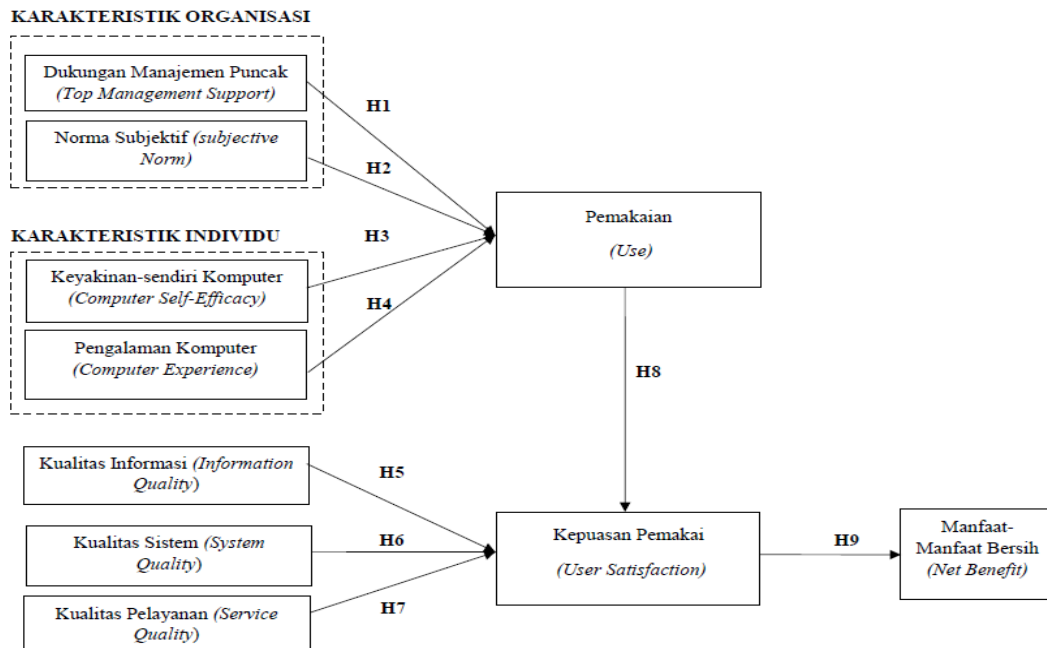 KARAKTERISTIK ORGANISASI
Dukungan Manajemen Puncak
(Top Management Support)
H1
Norma Subjektif (subjective
Norm)
H2
Pemakaian
(Use)
KARAKTERISTIK INDIVIDU
H3
Keyakinan-sendiri Komputer
(Computer Self-Efficacy)
H4
Pengalaman Komputer
(Computer Experience)
H8
Kualitas Informasi (Information
Quality)
H5
Kualitas Sistem (System
Quality)
H6
Kepuasan Pemakai
(User Satisfaction)
H9
Manfaat-
Manfaat Bersih
(Net Benefit)
H7
Kualitas Pelayanan (Service
Quality)